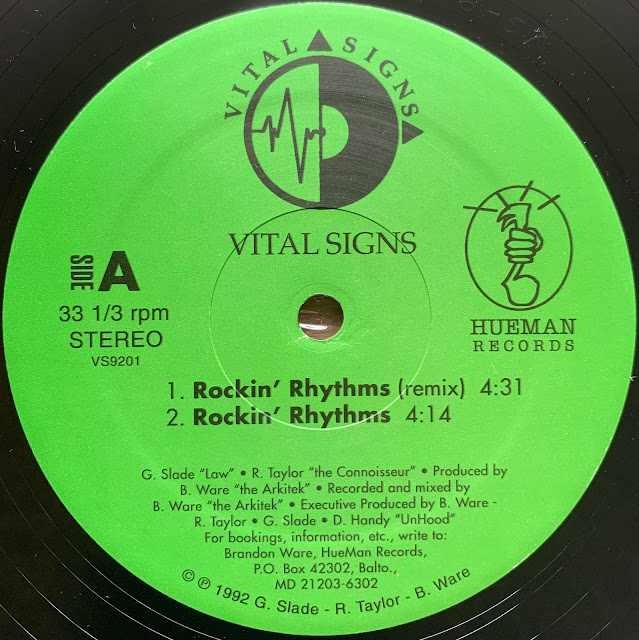 VITAL SIGNS
VITAL SIGNS
SIDE A
33 1/3 rpm
STEREO
VS9201
HUEMAN
RECORDS
1. Rockin' Rhythms (remix) 4:31
2. Rockin' Rhythms 4:14
G. Slade "Law" • R. Taylor "the Connoisseur" • Produced by
B. Ware "the Arkitek" • Recorded and mixed by
B. Ware "the Arkitek" • Executive Produced by B. Ware -
R. Taylor • G. Slade • D. Handy "UnHood"
For bookings, information, etc., write to:
Brandon Ware, HueMan Records,
P.O. Box 42302, Balto.,
MD 21203-6302
© ℗ 1992 G. Slade - R. Taylor - B. Ware